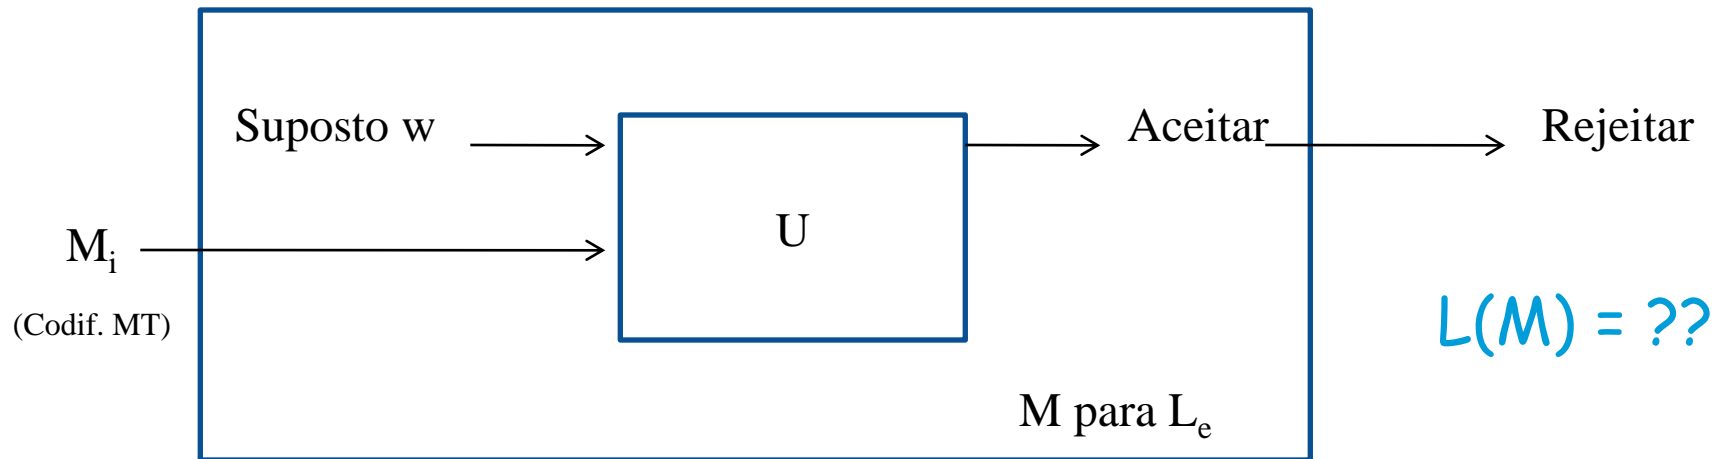 Suposto w
Aceitar
Rejeitar
Mi
U
(Codif. MT)
L(M) = ??
M para Le